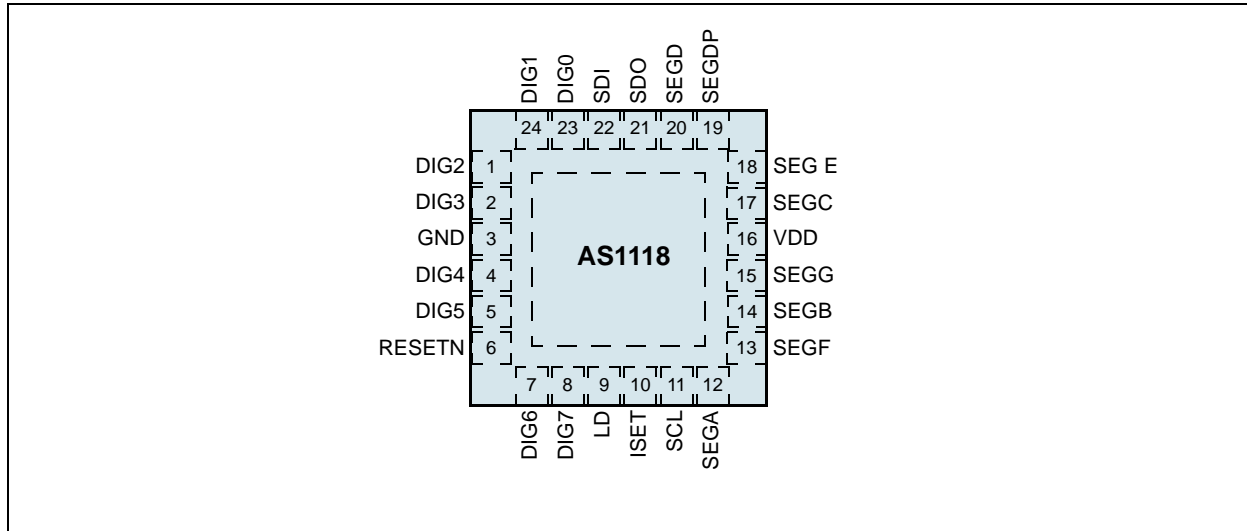 DIG1 DIG0 SDI SDO SEGD SEGDP
24 23 22 21 20 19
DIG2 1 18 SEG E
DIG3 2 17 SEGC
GND 3 16 VDD
AS1118
DIG4 4 15 SEGG
DIG5 5 14 SEGB
RESETN 6 13 SEGF
7 8 9 10 11 12
DIG6 DIG7 LD ISET SCL SEGA